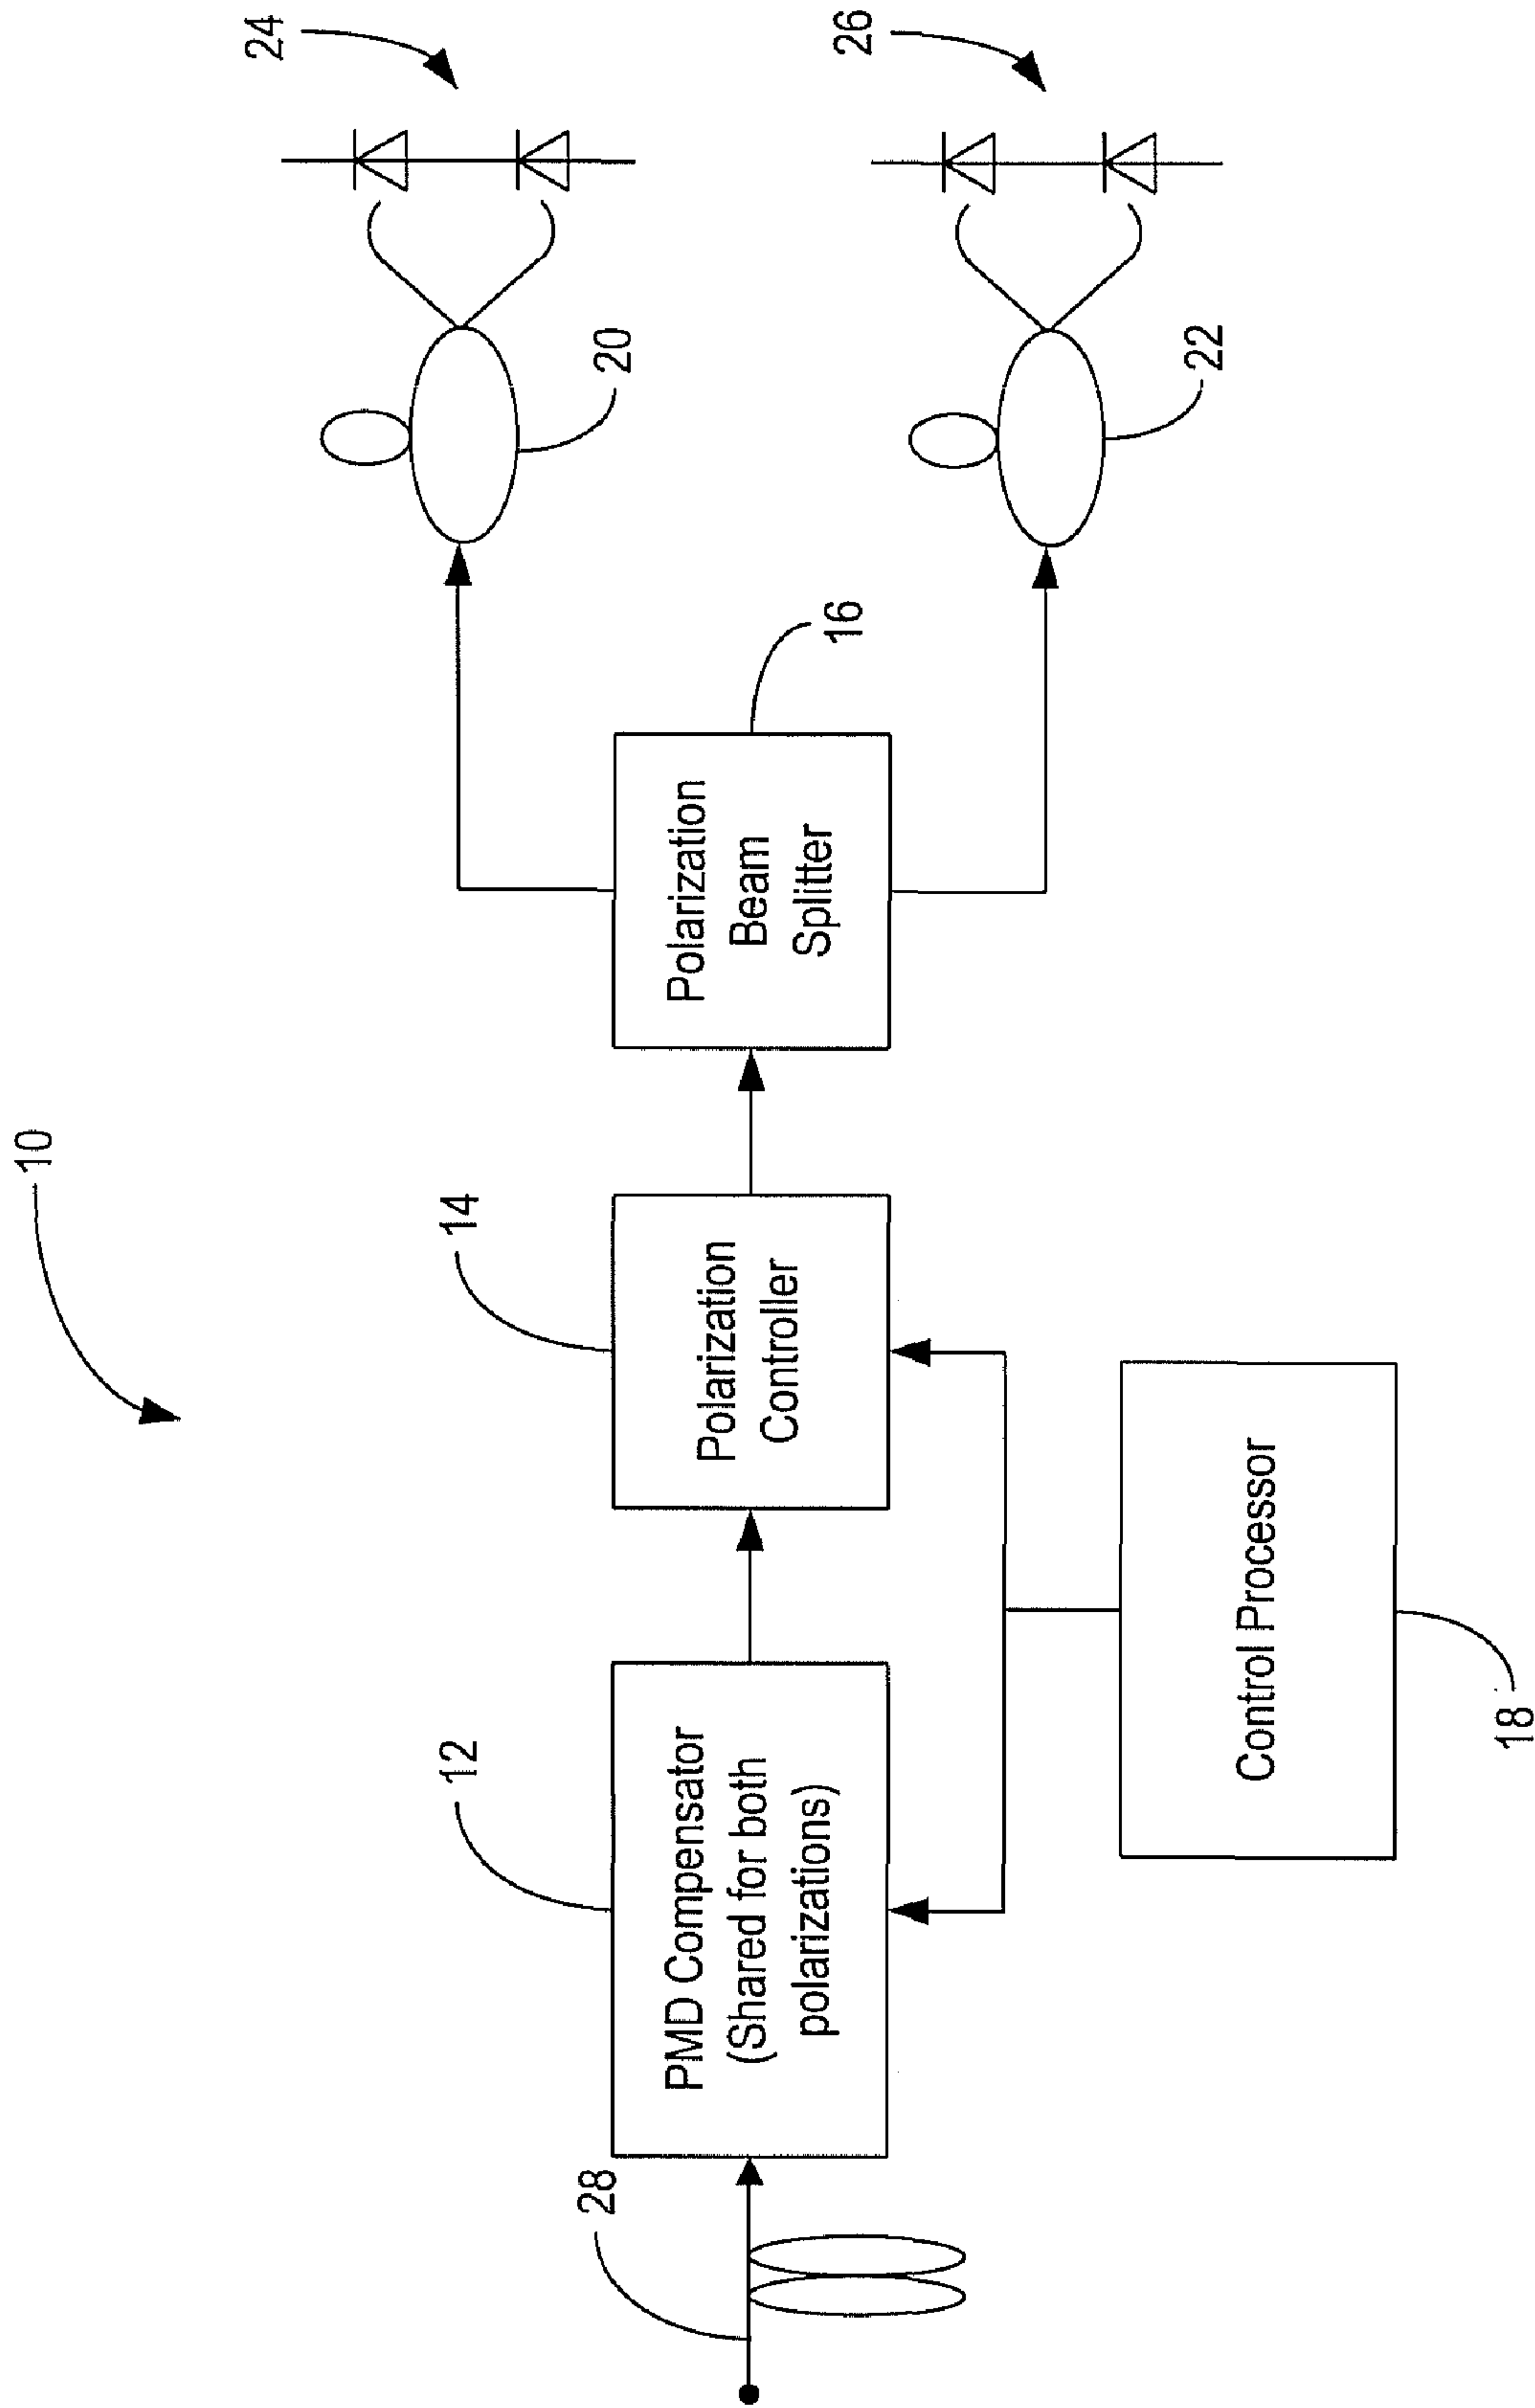 10
24
26
20
22
16
14
12
28
18
Polarization
Beam
Splitter
Polarization
Controller
PMD Compensator
(Shared for both
polarizations)
Control Processor